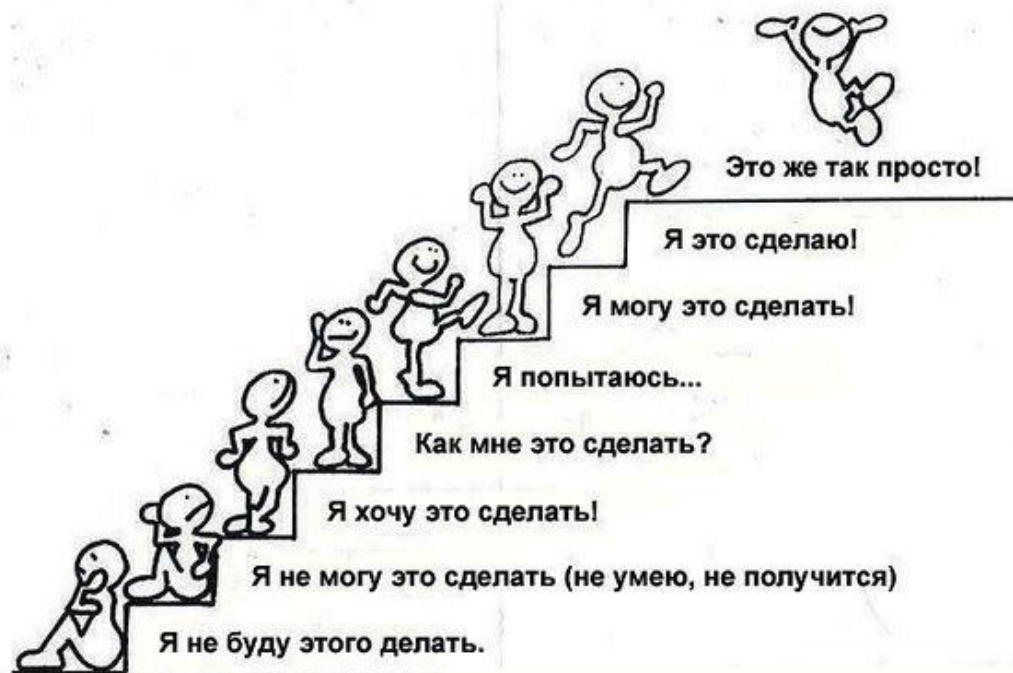 Это же так просто!
Я это сделаю!
Я могу это сделать!
Я попытаюсь...
Как мне это сделать?
Я хочу это сделать!
Я не могу это сделать (не умею, не получится)
Я не буду этого делать.